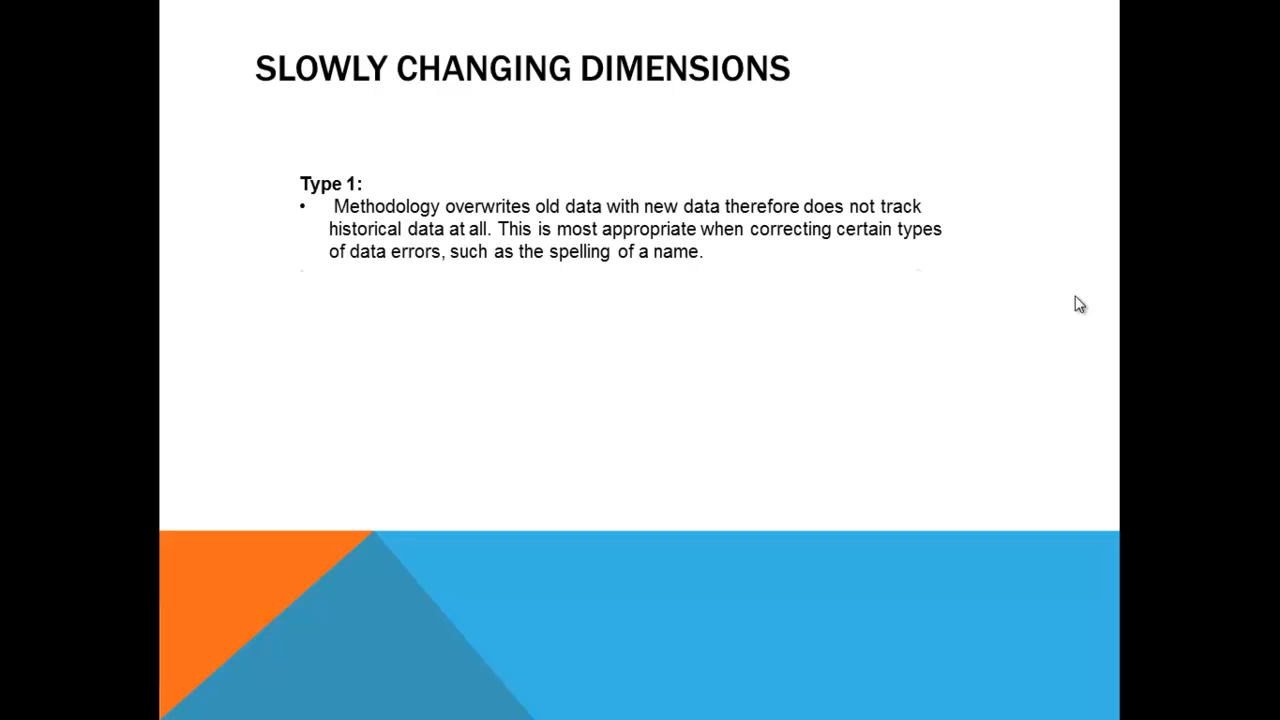 SLOWLY CHANGING DIMENSIONS
Type 1:
• Methodology overwrites old data with new data therefore does not track
historical data at all. This is most appropriate when correcting certain types
of data errors, such as the spelling of a name.